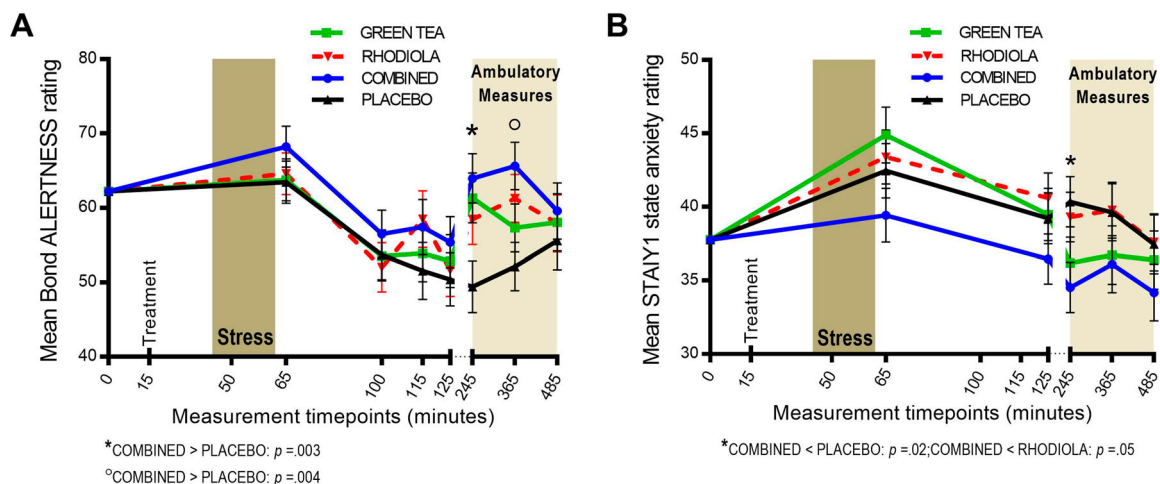 A
GREEN TEA
RHODIOLA
COMBINED
PLACEBO
Mean Bond ALERTNESS rating
80
70
60
50
40
Treatment
Stress
Ambulatory
Measures
*
○
0
15
50
65
100
115
125
245
365
485
Measurement timepoints (minutes)
*COMBINED > PLACEBO: p =.003
○COMBINED > PLACEBO: p =.004
B
GREEN TEA
RHODIOLA
COMBINED
PLACEBO
Mean STAIY1 state anxiety rating
50
45
40
35
30
Treatment
Stress
Ambulatory
Measures
*
0
15
50
65
100
115
125
245
365
485
Measurement timepoints (minutes)
*COMBINED < PLACEBO: p =.02;COMBINED < RHODIOLA: p =.05